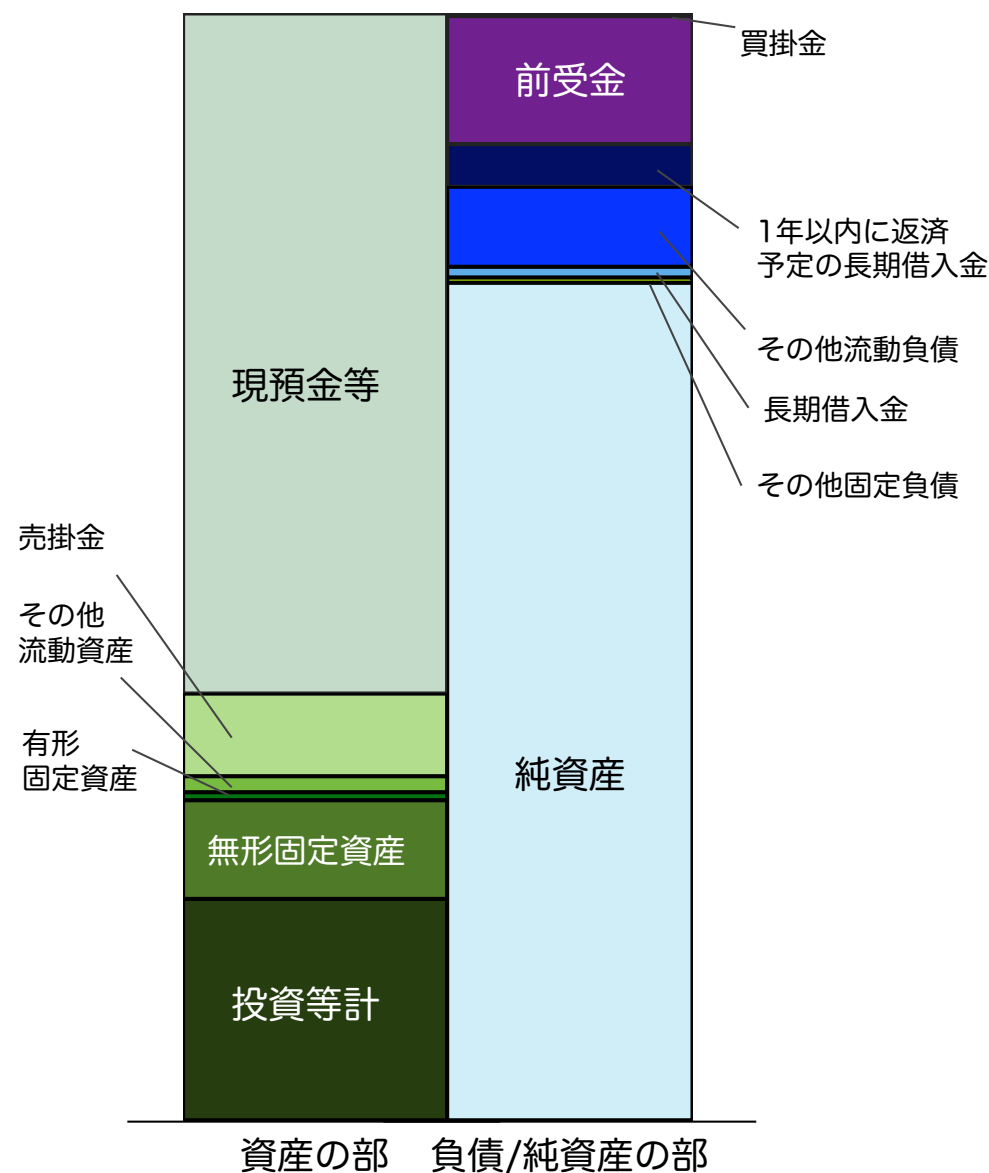 買掛金
前受金
1年以内に返済
予定の長期借入金
その他流動負債
現預金等
長期借入金
その他固定負債
売掛金
その他
流動資産
有形
固定資産
純資産
無形固定資産
投資等計
資産の部
負債/純資産の部